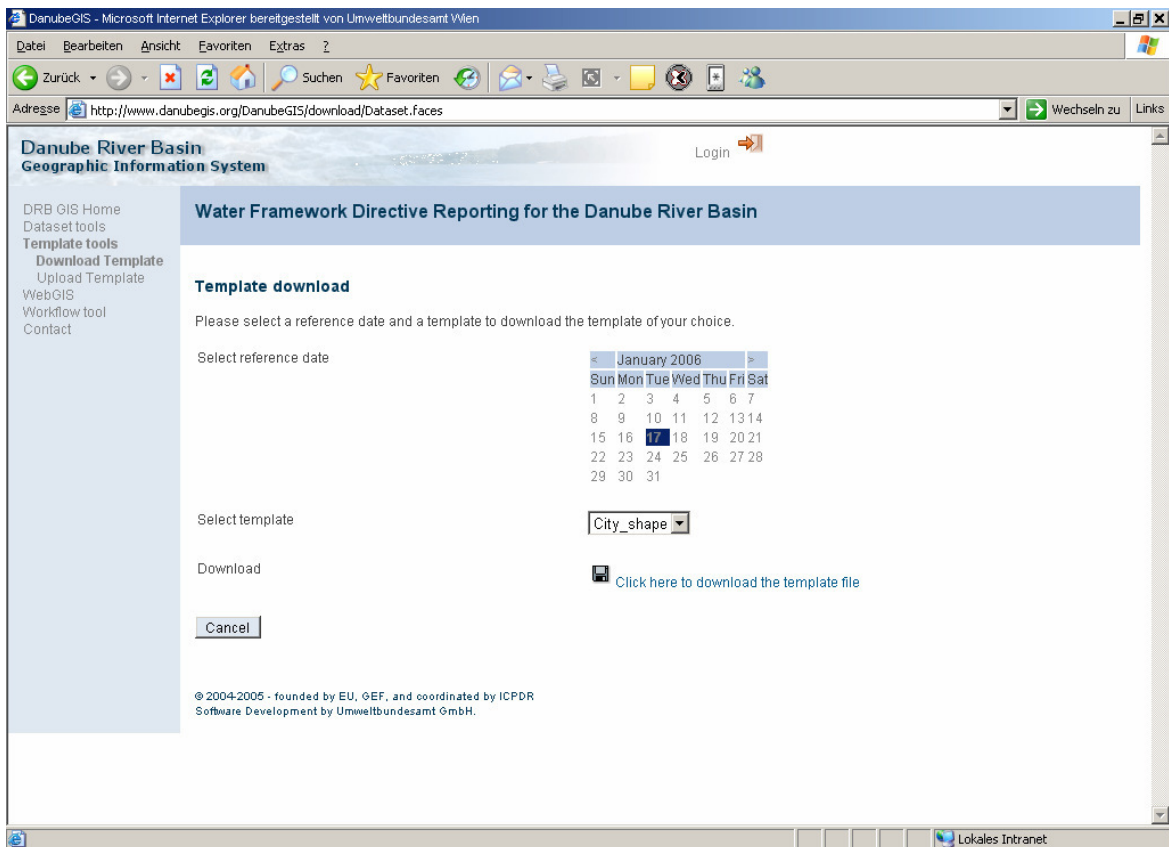 DanubeGIS - Microsoft Internet Explorer bereitgestellt von Umweltbundesamt Wien
Datei Bearbeiten Ansicht Favoriten Extras ?
Zurück Suchen Favoriten
Adresse http://www.danubegis.org/DanubeGIS/download/Dataset.faces Wechseln zu Links
Danube River Basin
Geographic Information System
Login
DRB GIS Home
Dataset tools
Template tools
Download Template
Upload Template
WebGIS
Workflow tool
Contact
Water Framework Directive Reporting for the Danube River Basin
Template download
Please select a reference date and a template to download the template of your choice.
Select reference date
< January 2006 >
Sun Mon Tue Wed Thu Fri Sat
1 2 3 4 5 6 7
8 9 10 11 12 13 14
15 16 17 18 19 20 21
22 23 24 25 26 27 28
29 30 31
Select template City_shape
Download Click here to download the template file
Cancel
© 2004-2005 - founded by EU, GEF, and coordinated by ICPDR
Software Development by Umweltbundesamt GmbH.
Lokales Intranet